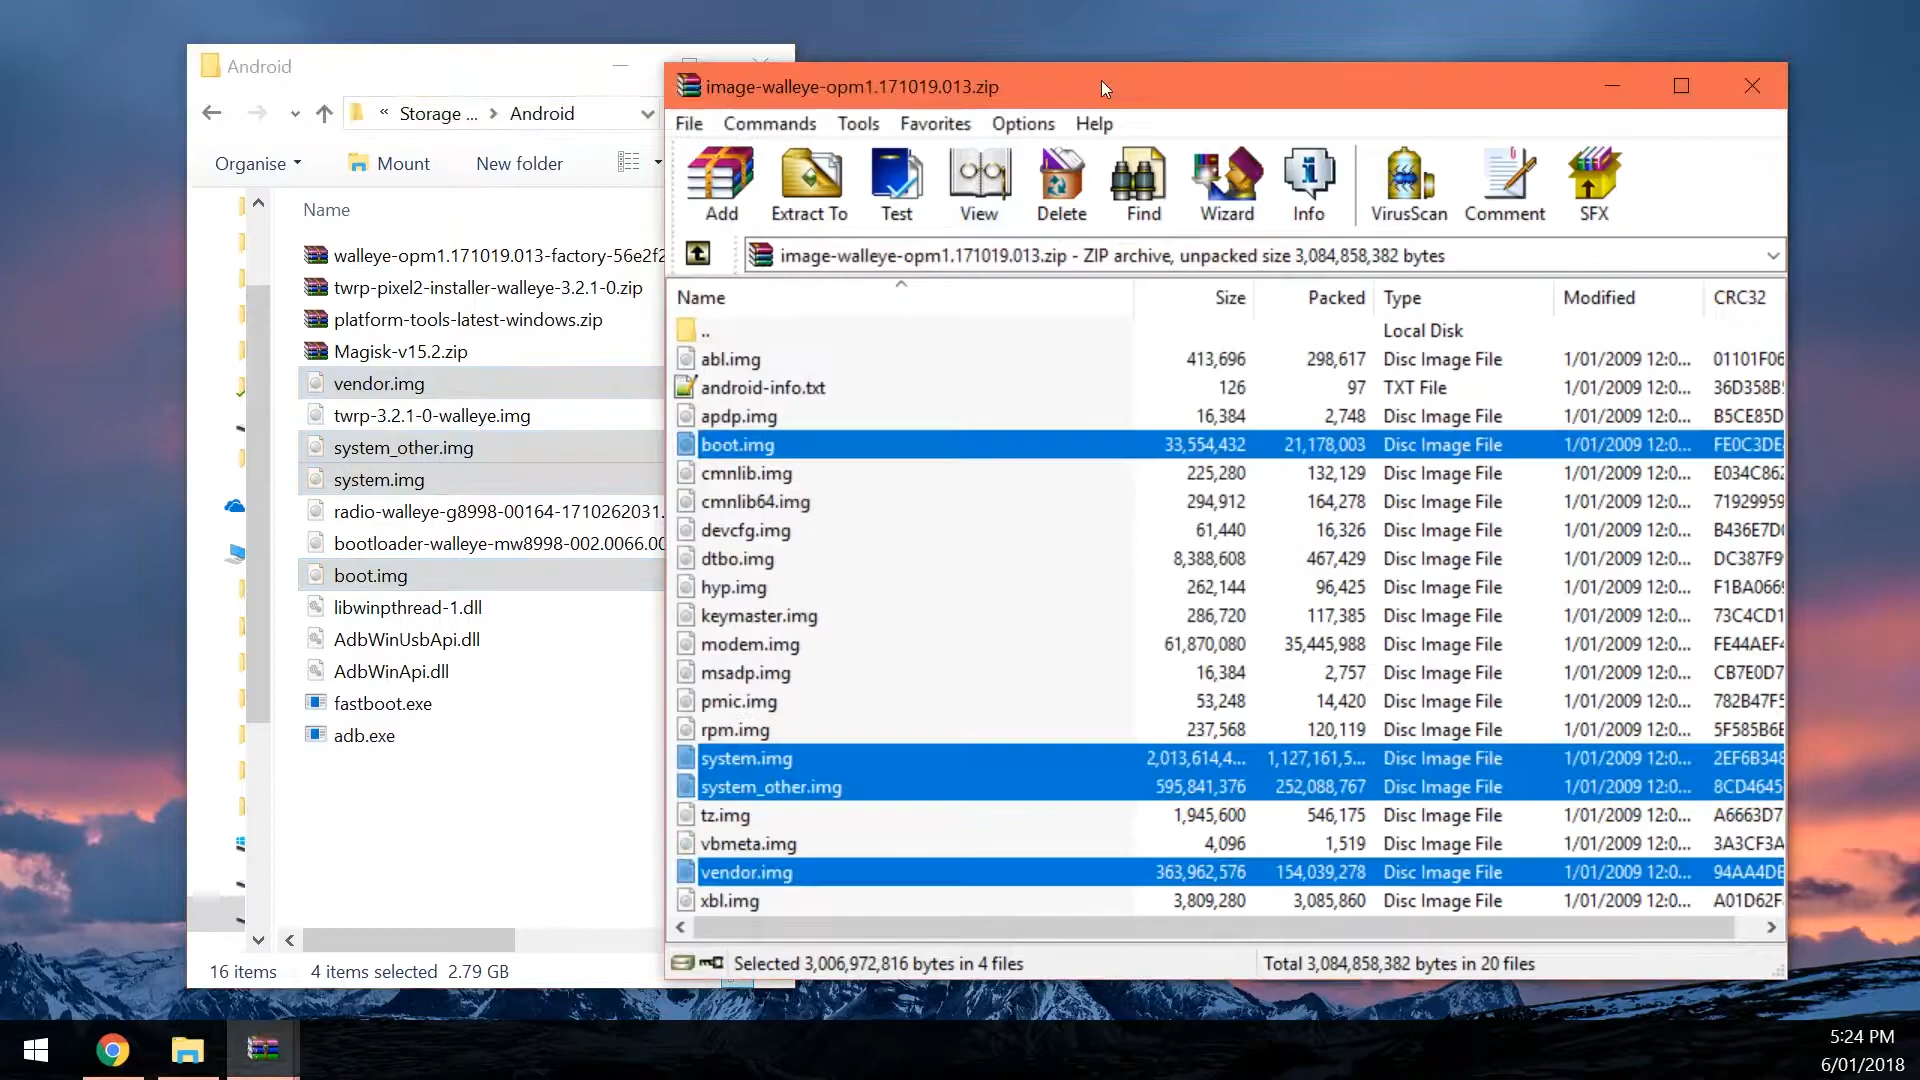 Android
« Storage ... > Android
Organise
Mount
New folder
Name
walleye-opm1.171019.013-factory-56e2f2
twrp-pixel2-installer-walleye-3.2.1-0.zip
platform-tools-latest-windows.zip
Magisk-v15.2.zip
vendor.img
twrp-3.2.1-0-walleye.img
system_other.img
system.img
radio-walleye-g8998-00164-1710262031.
bootloader-walleye-mw8998-002.0066.00
boot.img
libwinpthread-1.dll
AdbWinUsbApi.dll
AdbWinApi.dll
fastboot.exe
adb.exe
16 items 4 items selected 2.79 GB
image-walleye-opm1.171019.013.zip
File Commands Tools Favorites Options Help
Add Extract To Test View Delete Find Wizard Info VirusScan Comment SFX
image-walleye-opm1.171019.013.zip - ZIP archive, unpacked size 3,084,858,382 bytes
Name Size Packed Type Modified CRC32
.. Local Disk
abl.img 413,696 298,617 Disc Image File 1/01/2009 12:0... 01101F06
android-info.txt 126 97 TXT File 1/01/2009 12:0... 36D358B
apdp.img 16,384 2,748 Disc Image File 1/01/2009 12:0... B5CE85D
boot.img 33,554,432 21,178,003 Disc Image File 1/01/2009 12:0... FE0C3DE
cmnlib.img 225,280 132,129 Disc Image File 1/01/2009 12:0... E034C862
cmnlib64.img 294,912 164,278 Disc Image File 1/01/2009 12:0... 71929959
devcfg.img 61,440 16,326 Disc Image File 1/01/2009 12:0... B436E7D
dtbo.img 8,388,608 467,429 Disc Image File 1/01/2009 12:0... DC387F9
hyp.img 262,144 96,425 Disc Image File 1/01/2009 12:0... F1BA066
keymaster.img 286,720 117,385 Disc Image File 1/01/2009 12:0... 73C4CD1
modem.img 61,870,080 35,445,988 Disc Image File 1/01/2009 12:0... FE44AEF
msadp.img 16,384 2,757 Disc Image File 1/01/2009 12:0... CB7E0D7
pmic.img 53,248 14,420 Disc Image File 1/01/2009 12:0... 782B47F5
rpm.img 237,568 120,119 Disc Image File 1/01/2009 12:0... 5F585B6E
system.img 2,013,614,4... 1,127,161,5... Disc Image File 1/01/2009 12:0... 2EF6B348
system_other.img 595,841,376 252,088,767 Disc Image File 1/01/2009 12:0... 8CD4645
tz.img 1,945,600 546,175 Disc Image File 1/01/2009 12:0... A6663D7
vbmeta.img 4,096 1,519 Disc Image File 1/01/2009 12:0... 3A3CF3A
vendor.img 363,962,576 154,039,278 Disc Image File 1/01/2009 12:0... 94AA4DE
xbl.img 3,809,280 3,085,860 Disc Image File 1/01/2009 12:0... A01D62F
Selected 3,006,972,816 bytes in 4 files
Total 3,084,858,382 bytes in 20 files
5:24 PM
6/01/2018